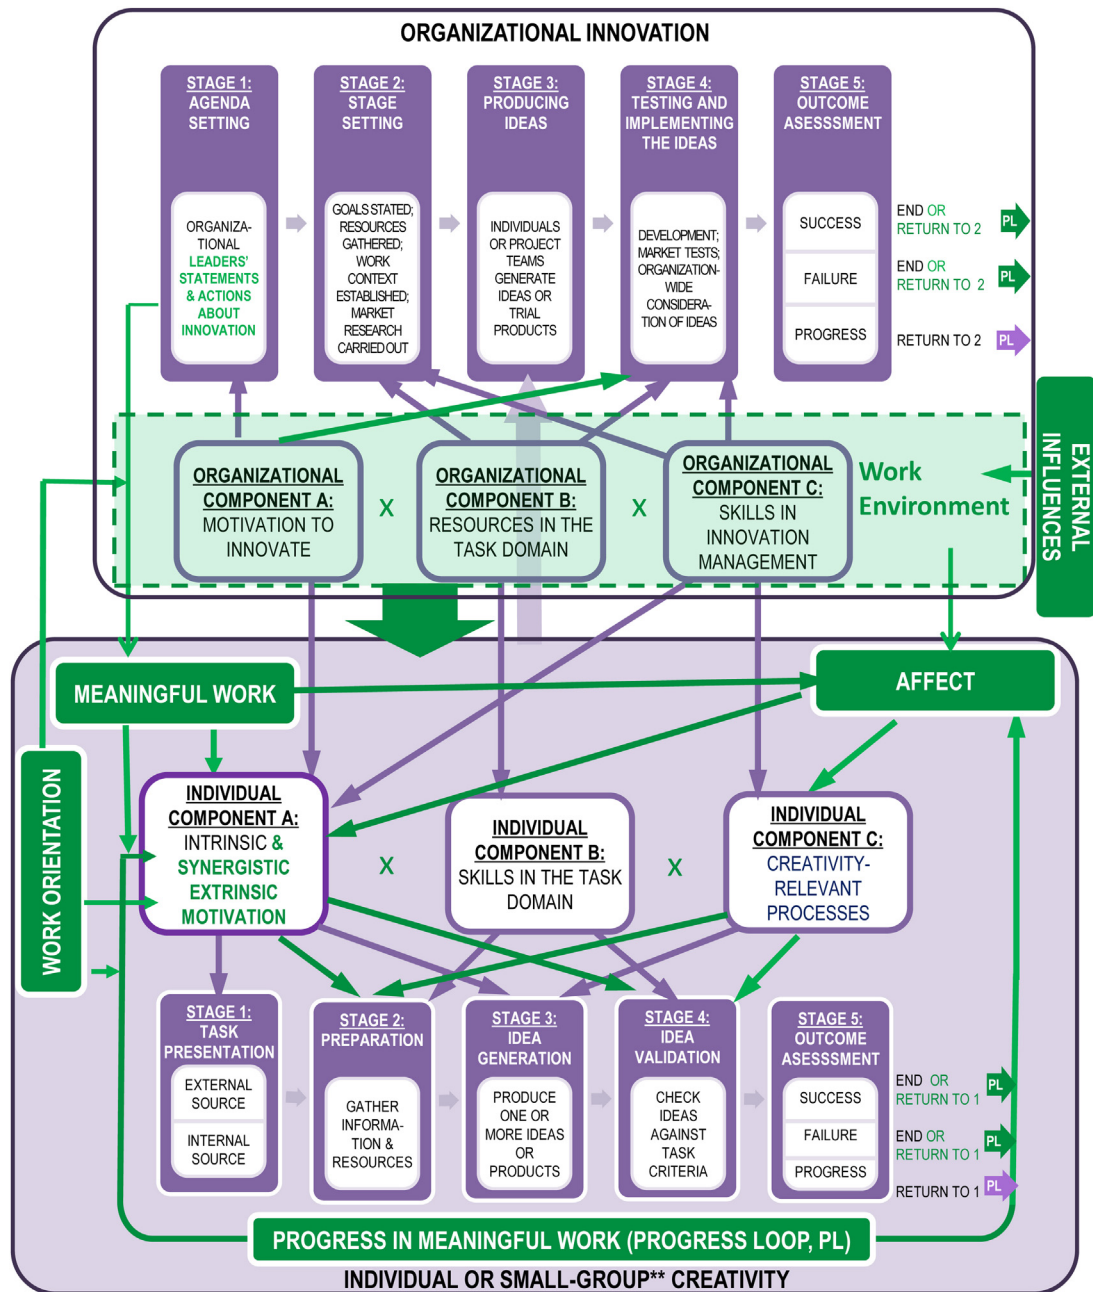 ORGANIZATIONAL INNOVATION
STAGE 1:
AGENDA
SETTING
ORGANIZA-
TIONAL
LEADERS'
STATEMENTS
& ACTIONS
ABOUT
INNOVATION
STAGE 2:
STAGE
SETTING
GOALS STATED;
RESOURCES
GATHERED;
WORK
CONTEXT
ESTABLISHED;
MARKET
RESEARCH
CARRIED OUT
STAGE 3:
PRODUCING
IDEAS
INDIVIDUALS
OR PROJECT
TEAMS
GENERATE
IDEAS OR
TRIAL
PRODUCTS
STAGE 4:
TESTING AND
IMPLEMENTING
THE IDEAS
DEVELOPMENT;
MARKET TESTS;
ORGANIZATION-
WIDE
CONSIDERA-
TION OF IDEAS
STAGE 5:
OUTCOME
ASESSSMENT
SUCCESS
FAILURE
PROGRESS
END OR
RETURN TO 2
PL
END OR
RETURN TO 2
PL
RETURN TO 2
PL
EXTERNAL
INFLUENCES
ORGANIZATIONAL
COMPONENT A:
MOTIVATION TO
INNOVATE
X
ORGANIZATIONAL
COMPONENT B:
RESOURCES IN THE
TASK DOMAIN
X
ORGANIZATIONAL
COMPONENT C:
SKILLS IN
INNOVATION
MANAGEMENT
Work
Environment
MEANINGFUL WORK
AFFECT
WORK ORIENTATION
INDIVIDUAL
COMPONENT A:
INTRINSIC &
SYNERGISTIC
EXTRINSIC
MOTIVATION
X
INDIVIDUAL
COMPONENT B:
SKILLS IN THE TASK
DOMAIN
X
INDIVIDUAL
COMPONENT C:
CREATIVITY-
RELEVANT
PROCESSES
STAGE 1:
TASK
PRESENTATION
EXTERNAL
SOURCE
INTERNAL
SOURCE
STAGE 2:
PREPARATION
GATHER
INFORMA-
TION &
RESOURCES
STAGE 3:
IDEA
GENERATION
PRODUCE
ONE OR
MORE IDEAS
OR
PRODUCTS
STAGE 4:
IDEA
VALIDATION
CHECK
IDEAS
AGAINST
TASK
CRITERIA
STAGE 5:
OUTCOME
ASESSSMENT
SUCCESS
FAILURE
PROGRESS
END OR
RETURN TO 1
PL
END OR
RETURN TO 1
PL
RETURN TO 1
PL
PROGRESS IN MEANINGFUL WORK (PROGRESS LOOP, PL)
INDIVIDUAL OR SMALL-GROUP** CREATIVITY